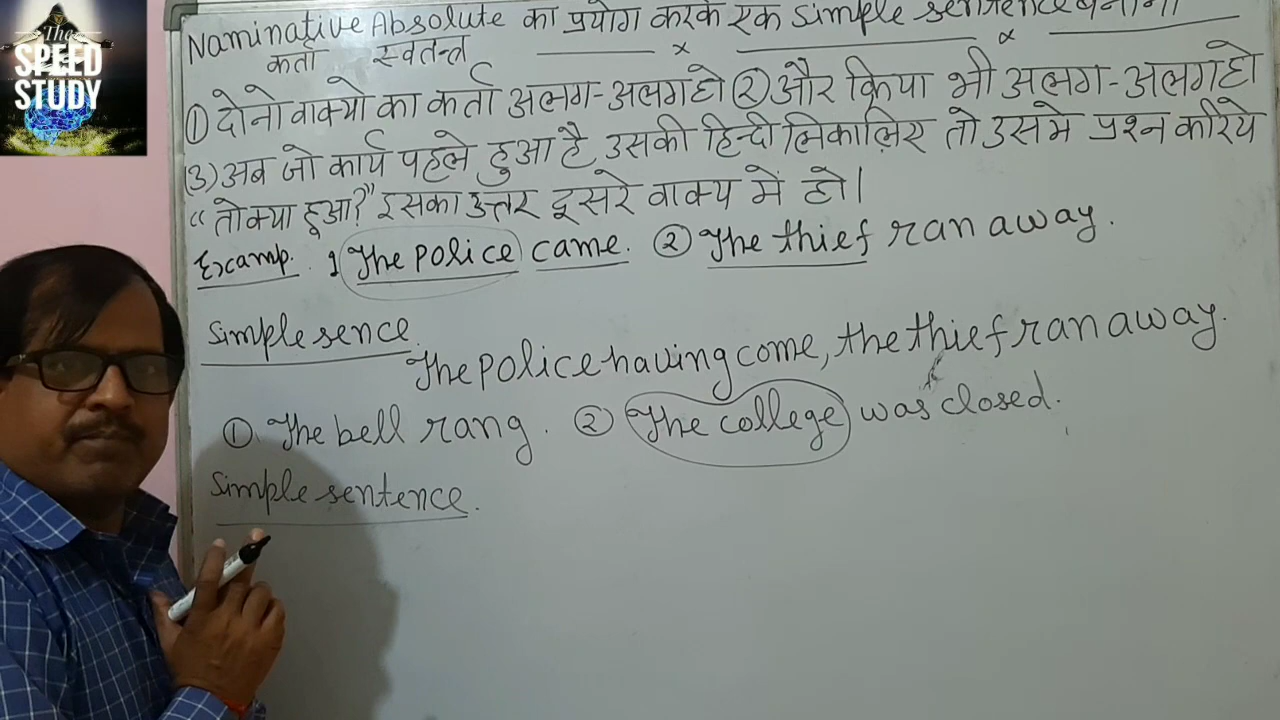 The
SPEED
STUDY
Naminative Absolute का प्रयोग करके एक simple sentence बनाना
कर्ता स्वतन्त्र
① दोनो वाक्यो का कर्ता अलग-अलग हो ② और क्रिया भी अलग-अलग हो
(3) अब जो कार्य पहले हुआ है उसकी हिन्दी निकालिए तो उसमे प्रश्न करिये
"तो क्या हुआ?" इसका उत्तर दूसरे वाक्य में हो।
Examp. 1 The police came. ② The thief ran away.
Simple sence.
The police having come, the thief ran away.
① The bell rang. ② The college was closed.
Simple sentence.